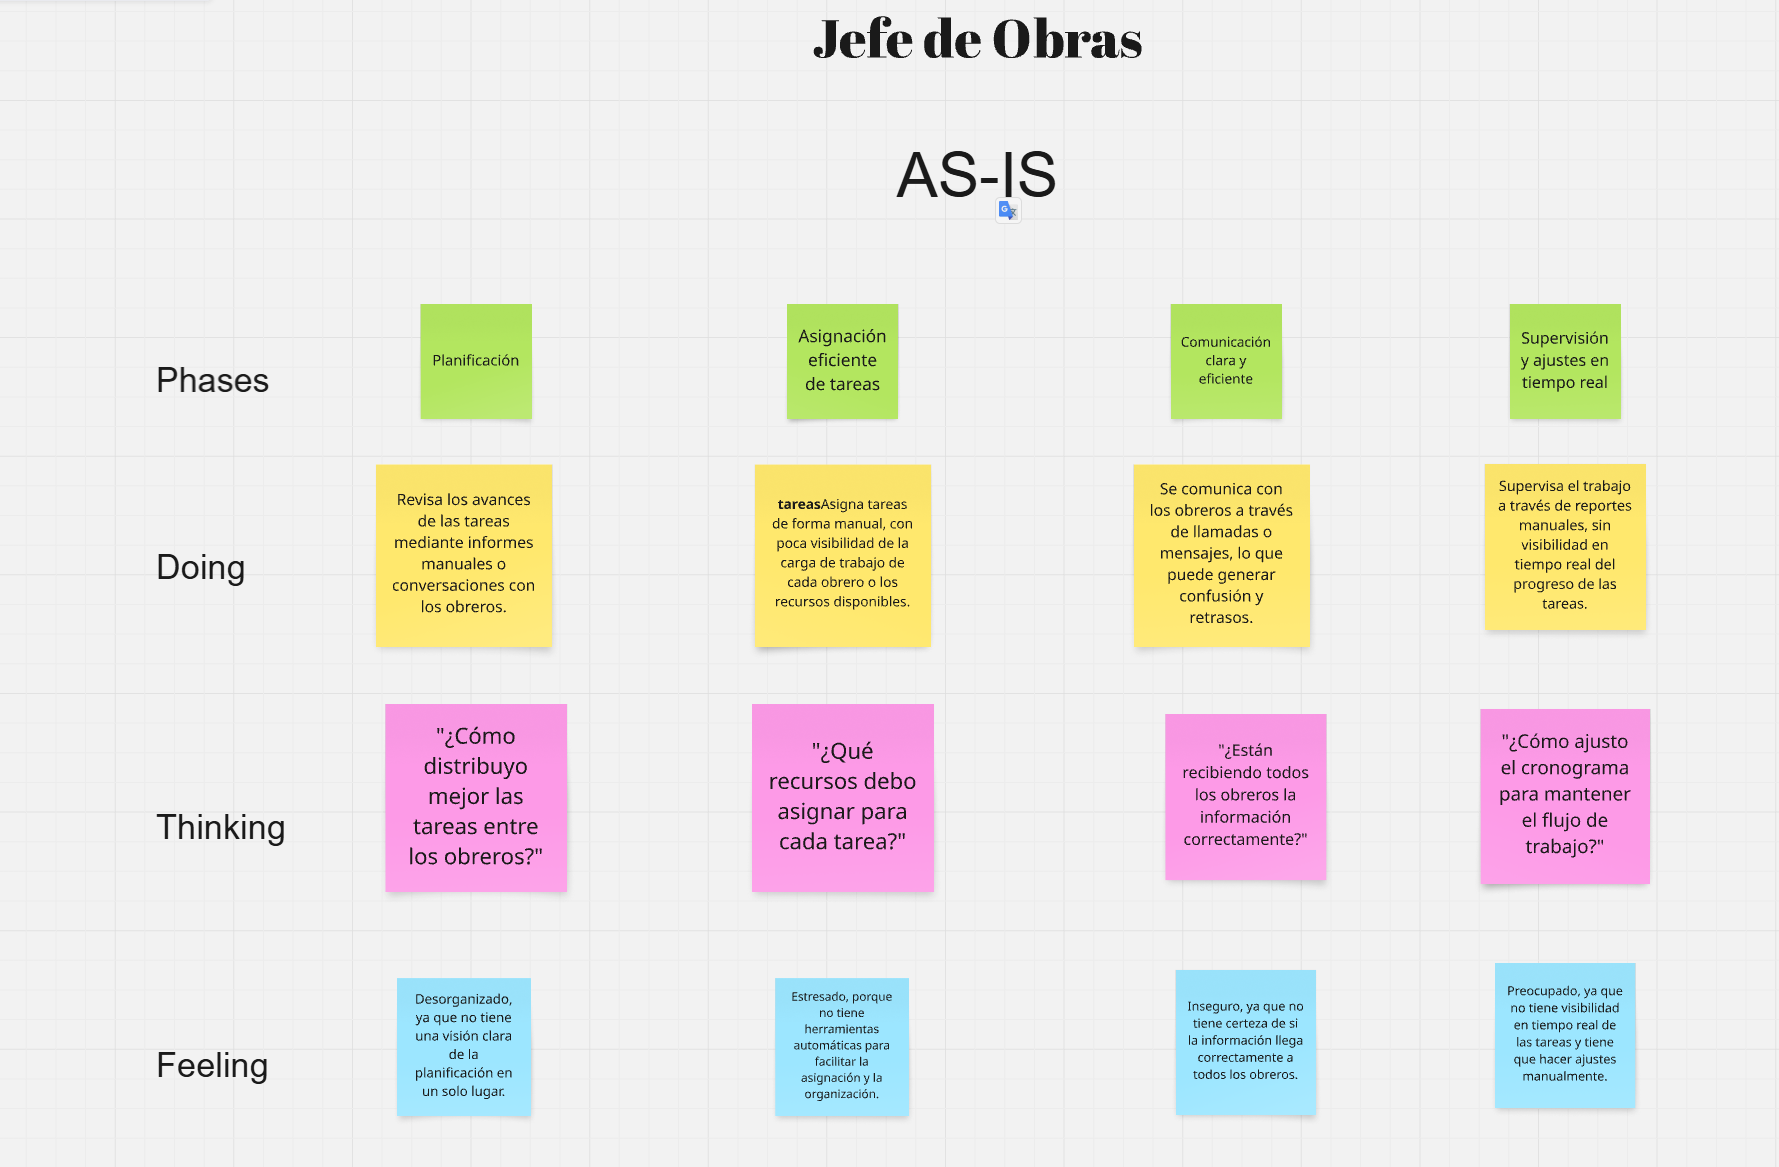 Jefe de Obras
AS-IS
Phases
Planificación
Asignación
eficiente
de tareas
Comunicación
clara y
eficiente
Supervisión
y ajustes en
tiempo real
Doing
Revisa los avances
de las tareas
mediante informes
manuales o
conversaciones con
los obreros.
tareasAsigna tareas
de forma manual, con
poca visibilidad de la
carga de trabajo de
cada obrero o los
recursos disponibles.
Se comunica con
los obreros a través
de llamadas o
mensajes, lo que
puede generar
confusión y
retrasos.
Supervisa el trabajo
a través de reportes
manuales, sin
visibilidad en
tiempo real del
progreso de las
tareas.
Thinking
"¿Cómo
distribuyo
mejor las
tareas entre
los obreros?"
"¿Qué
recursos debo
asignar para
cada tarea?"
"¿Están
recibiendo todos
los obreros la
información
correctamente?"
"¿Cómo ajusto
el cronograma
para mantener
el flujo de
trabajo?"
Feeling
Desorganizado,
ya que no tiene
una visión clara
de la
planificación en
un solo lugar.
Estresado, porque
no tiene
herramientas
automáticas para
facilitar la
asignación y la
organización.
Inseguro, ya que no
tiene certeza de si
la información llega
correctamente a
todos los obreros.
Preocupado, ya que
no tiene visibilidad
en tiempo real de
las tareas y tiene
que hacer ajustes
manualmente.